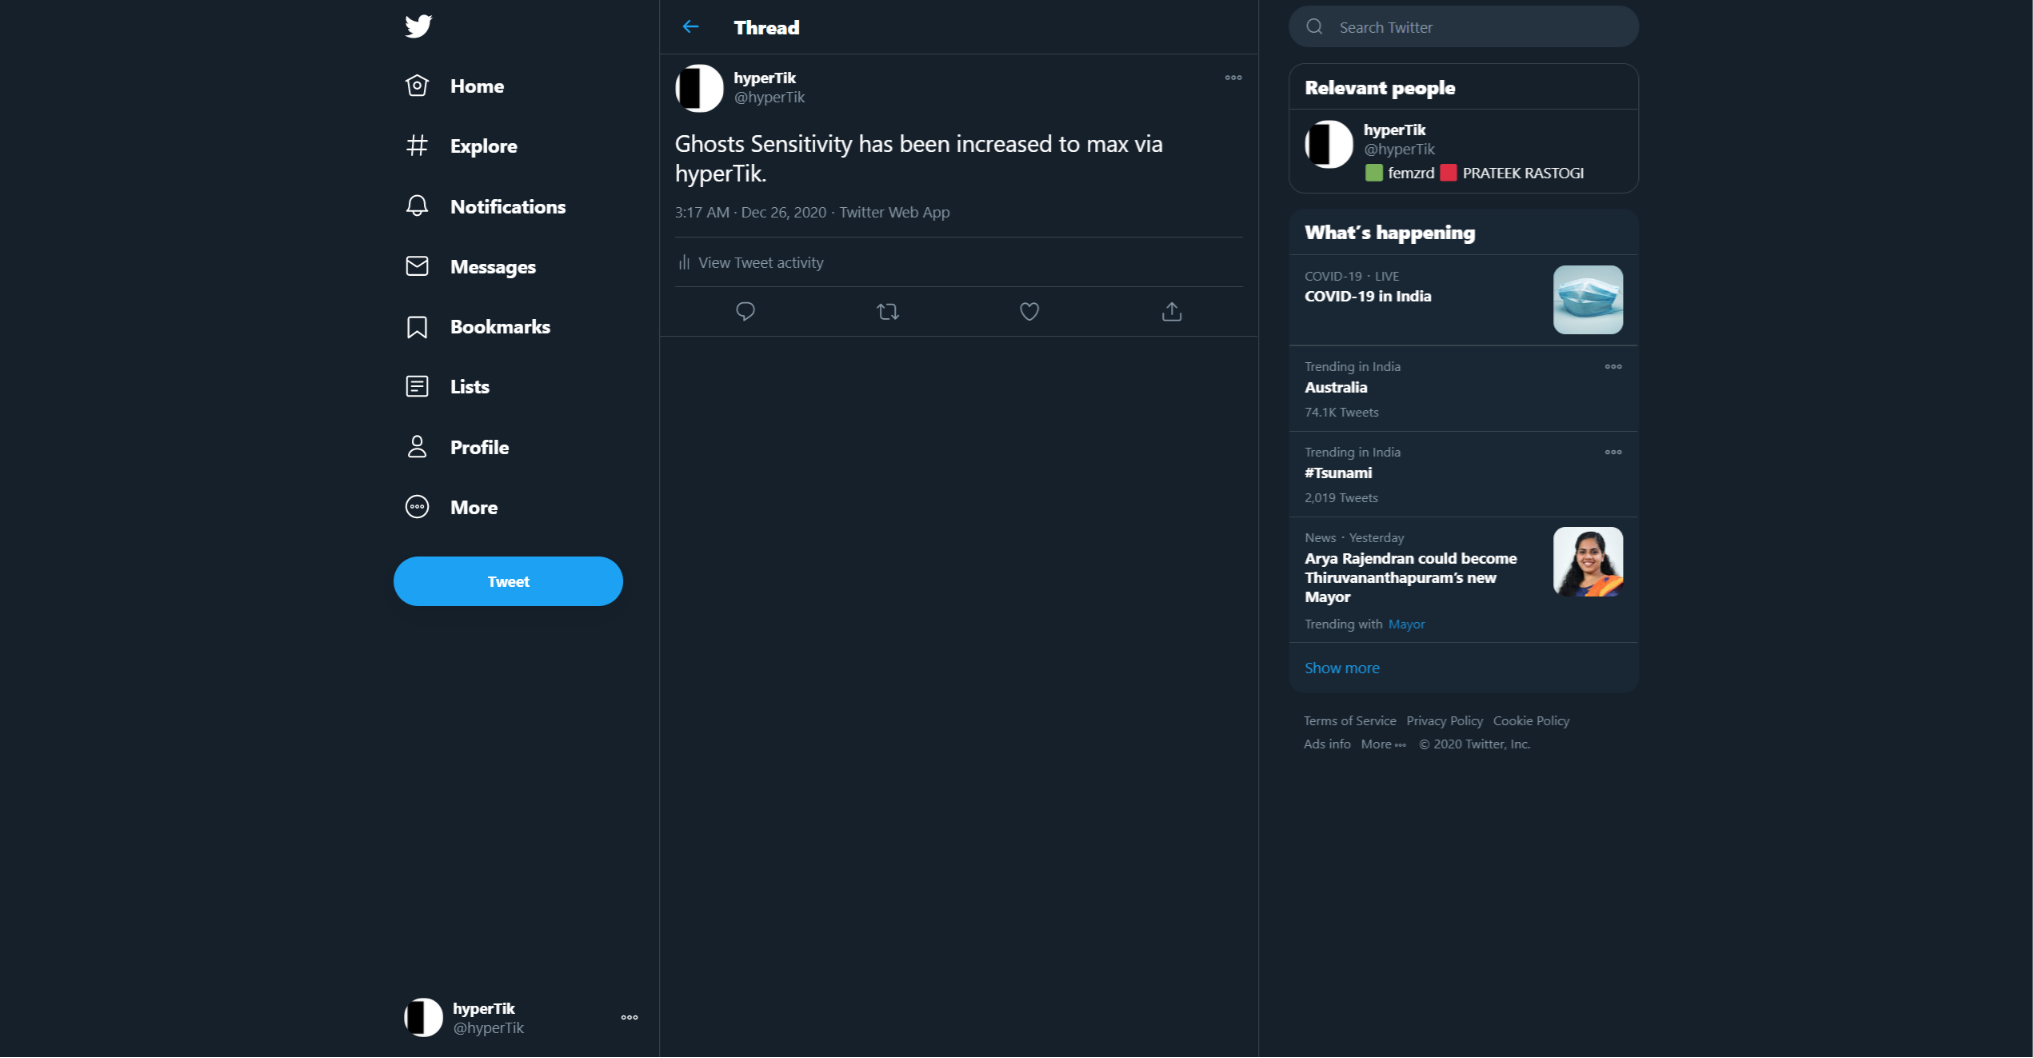 Home
Explore
Notifications
Messages
Bookmarks
Lists
Profile
More
Tweet
hyperTik
@hyperTik
Thread
hyperTik
@hyperTik
Ghosts Sensitivity has been increased to max via
hyperTik.
3:17 AM · Dec 26, 2020 · Twitter Web App
View Tweet activity
Search Twitter
Relevant people
hyperTik
@hyperTik
🟩 femzrd 🟥 PRATEEK RASTOGI
What's happening
COVID-19 · LIVE
COVID-19 in India
Trending in India
Australia
74.1K Tweets
Trending in India
#Tsunami
2,019 Tweets
News · Yesterday
Arya Rajendran could become
Thiruvananthapuram's new
Mayor
Trending with Mayor
Show more
Terms of Service Privacy Policy Cookie Policy
Ads info More ••• © 2020 Twitter, Inc.